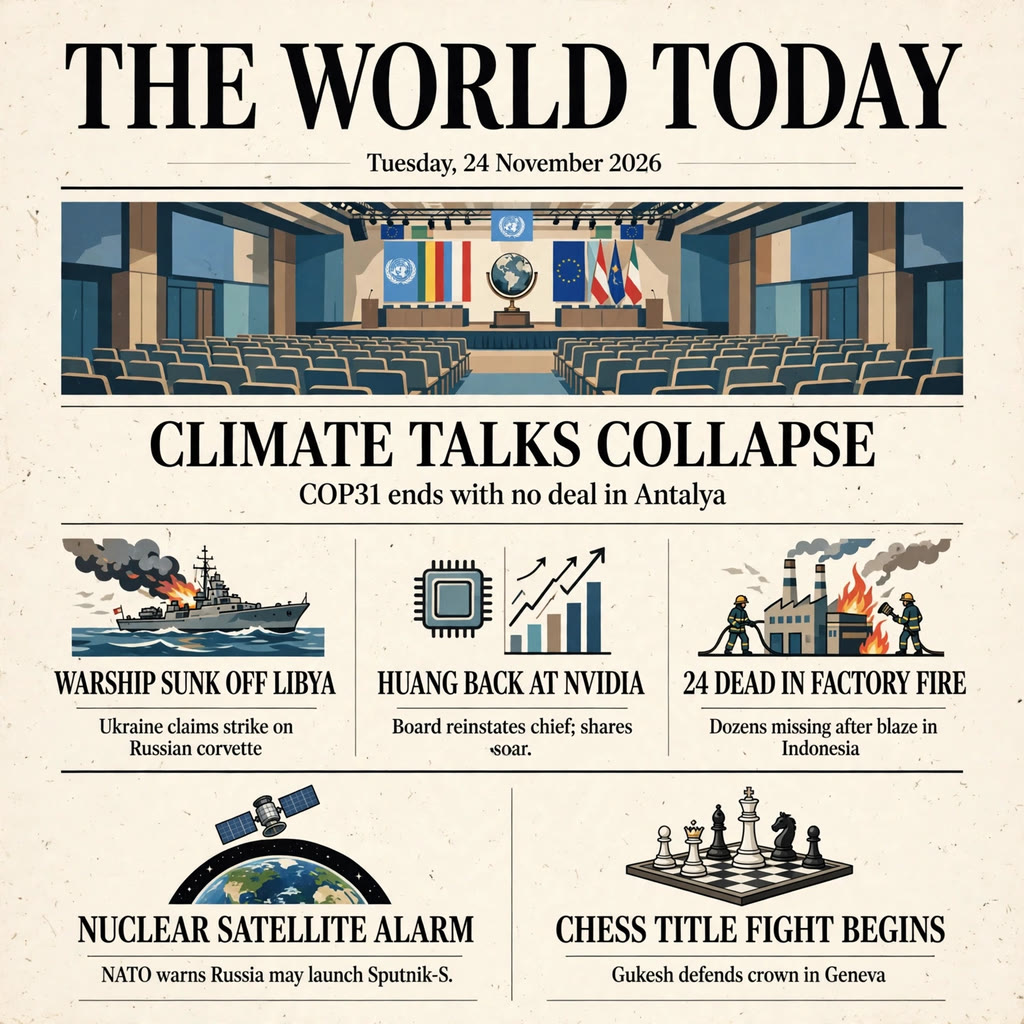 THE WORLD TODAY
Tuesday, 24 November 2026
CLIMATE TALKS COLLAPSE
COP31 ends with no deal in Antalya
WARSHIP SUNK OFF LIBYA
Ukraine claims strike on
Russian corvette
HUANG BACK AT NVIDIA
Board reinstates chief; shares
soar.
24 DEAD IN FACTORY FIRE
Dozens missing after blaze in
Indonesia
NUCLEAR SATELLITE ALARM
NATO warns Russia may launch Sputnik-S.
CHESS TITLE FIGHT BEGINS
Gukesh defends crown in Geneva